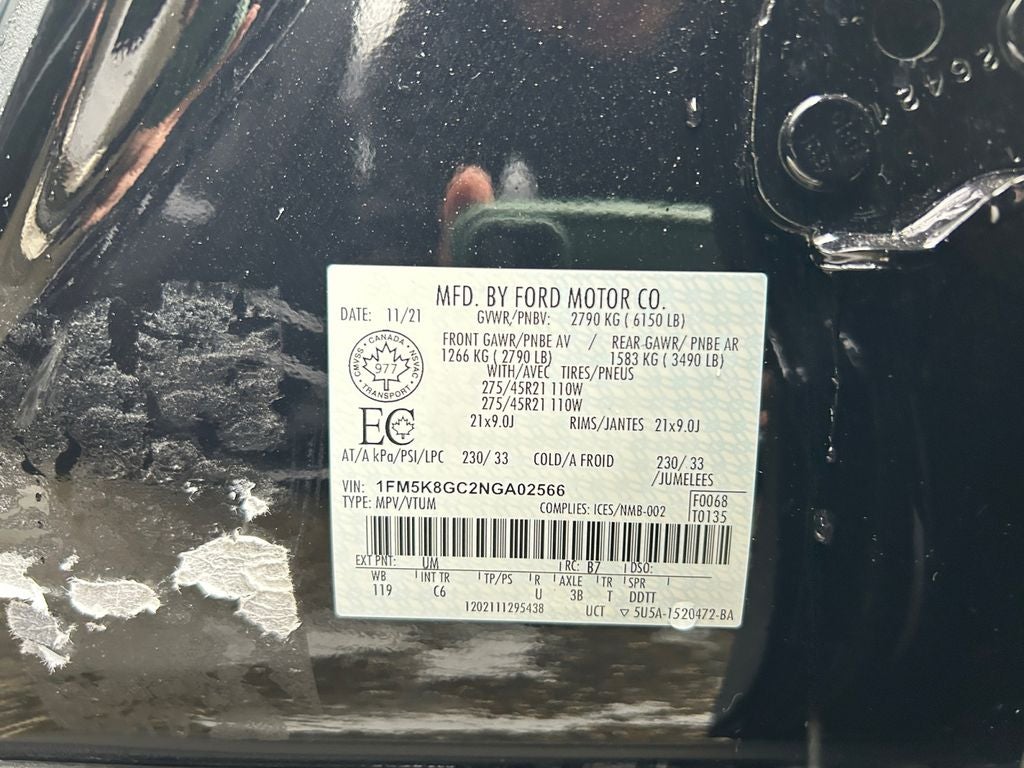 2642
MFD. BY FORD MOTOR CO.
DATE: 11/21 GVWR/PNBV: 2790 KG ( 6150 LB)
FRONT GAWR/PNBE AV / REAR GAWR/ PNBE AR
1266 KG ( 2790 LB) 1583 KG ( 3490 LB)
WITH/AVEC TIRES/PNEUS
275/45R21 110W
275/45R21 110W
21x9.0J RIMS/JANTES 21x9.0J
CMVSS • CANADA • NSVAC • TRANSPORT •
977
EC
AT/A kPa/PSI/LPC 230/ 33 COLD/A FROID 230/ 33
/JUMELEES
VIN: 1FM5K8GC2NGA02566
TYPE: MPV/VTUM COMPLIES: ICES/NMB-002
F0068
T0135
EXT PNT: UM RC: B7 DSO:
WB INT TR TP/PS R AXLE TR SPR
119 C6 U 3B T DDTT
1202111295438 UCT ▽ 5U5A-1520472-BA